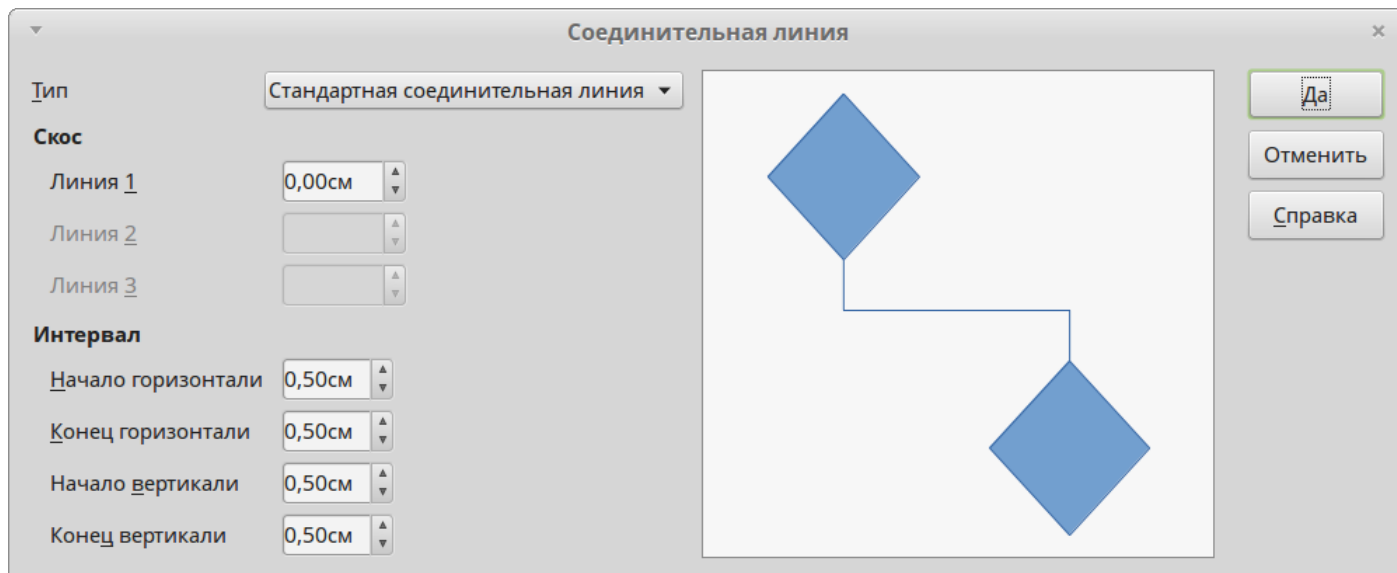 Соединительная линия
Тип Стандартная соединительная линия
Да
Скос
Отменить
Линия 1 0,00см
Линия 2
Справка
Линия 3
Интервал
Начало горизонтали 0,50см
Конец горизонтали 0,50см
Начало вертикали 0,50см
Конец вертикали 0,50см